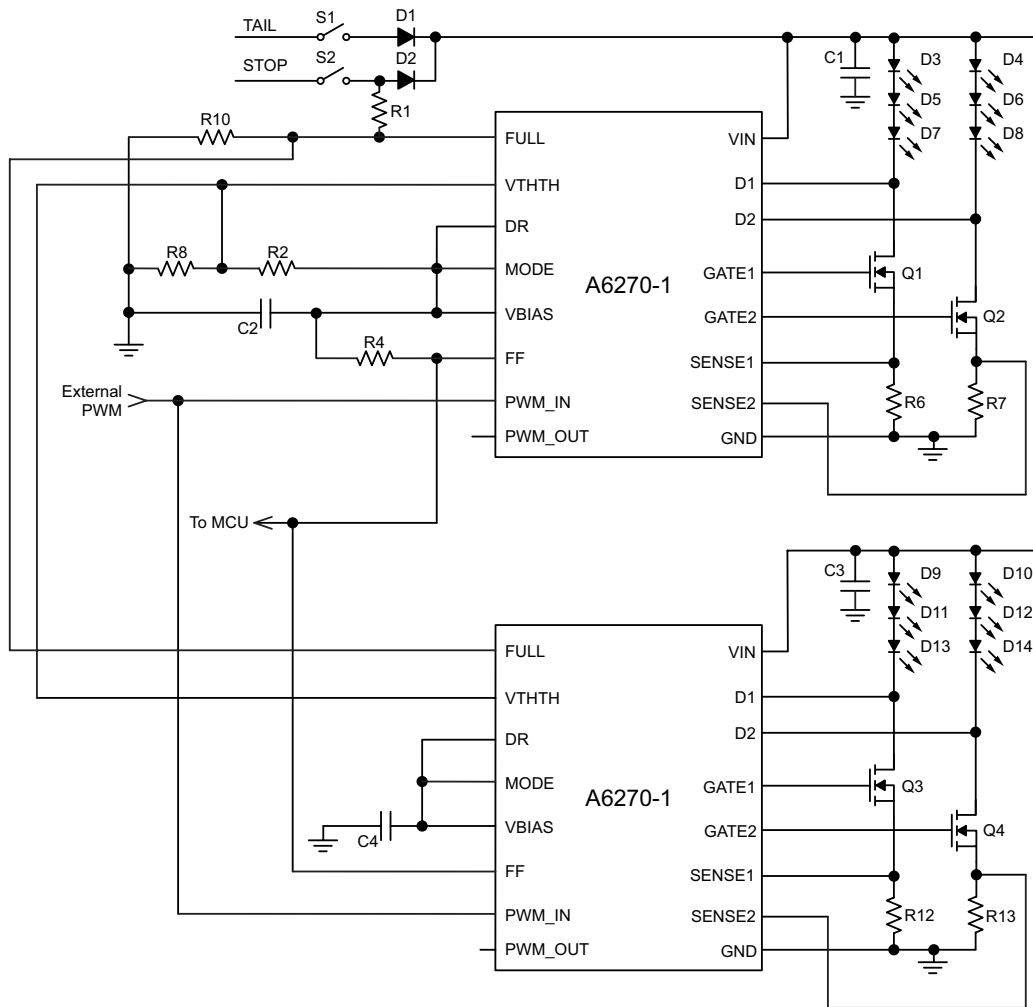 TAIL
S1
D1
STOP
S2
D2
R1
C1
D3
D4
D5
D6
D7
D8
R10
FULL
VIN
VTHTH
D1
DR
D2
R8
R2
MODE
A6270-1
GATE1
Q1
C2
VBIAS
GATE2
Q2
R4
FF
SENSE1
External
PWM
PWM_IN
SENSE2
R6
R7
PWM_OUT
GND
To MCU
C3
D9
D10
D11
D12
D13
D14
FULL
VIN
VTHTH
D1
DR
D2
MODE
A6270-1
GATE1
Q3
C4
VBIAS
GATE2
Q4
FF
SENSE1
PWM_IN
SENSE2
R12
R13
PWM_OUT
GND